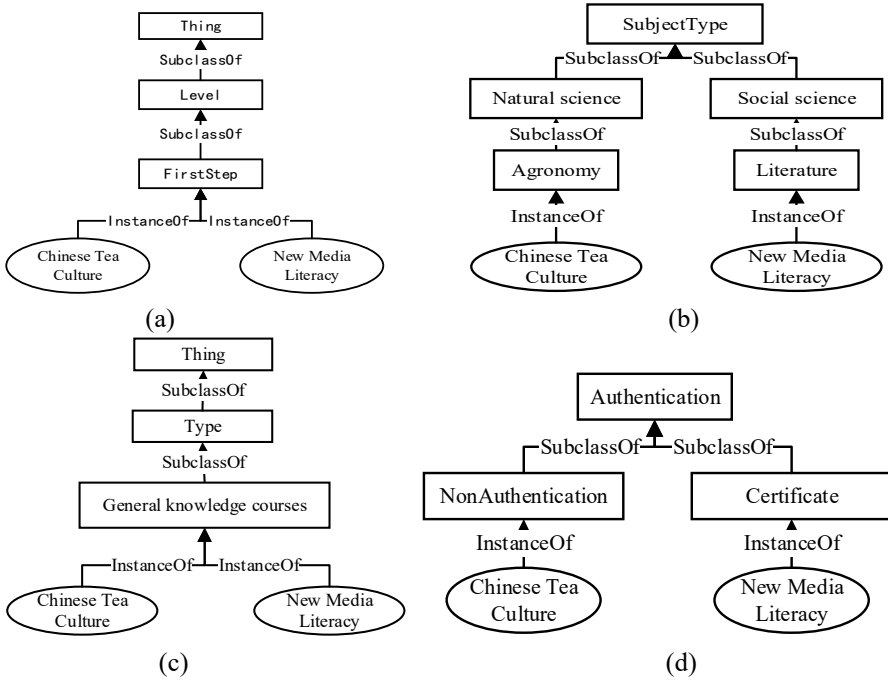 Thing
SubclassOf
Level
SubclassOf
FirstStep
InstanceOf InstanceOf
Chinese Tea
Culture
New Media
Literacy
(a)
SubjectType
SubclassOf SubclassOf
Natural science
Social science
SubclassOf
SubclassOf
Agronomy
Literature
InstanceOf
InstanceOf
Chinese Tea
Culture
New Media
Literacy
(b)
Thing
SubclassOf
Type
SubclassOf
General knowledge courses
InstanceOf InstanceOf
Chinese Tea
Culture
New Media
Literacy
(c)
Authentication
SubclassOf SubclassOf
NonAuthentication
Certificate
InstanceOf
InstanceOf
Chinese Tea
Culture
New Media
Literacy
(d)